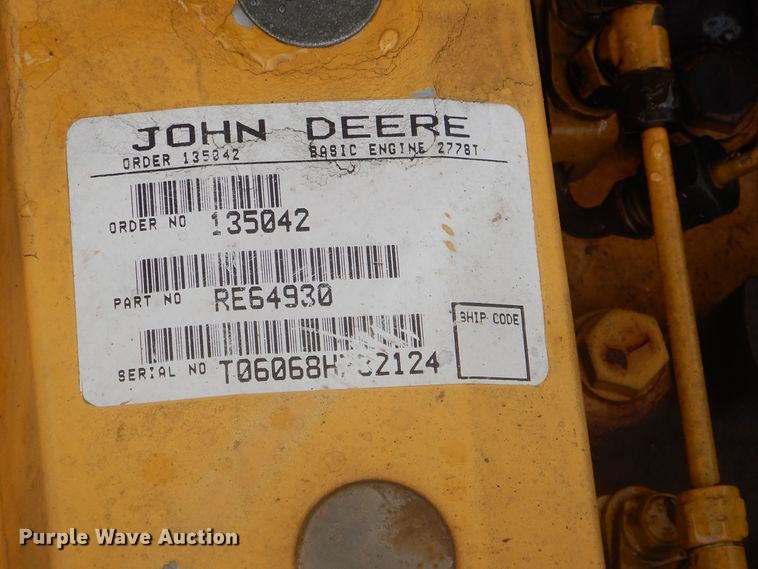 JOHN DEERE
ORDER 135042 BASIC ENGINE 2778T
ORDER NO 135042
PART NO RE64930
SERIAL NO
SHIP CODE
Purple Wave Auction